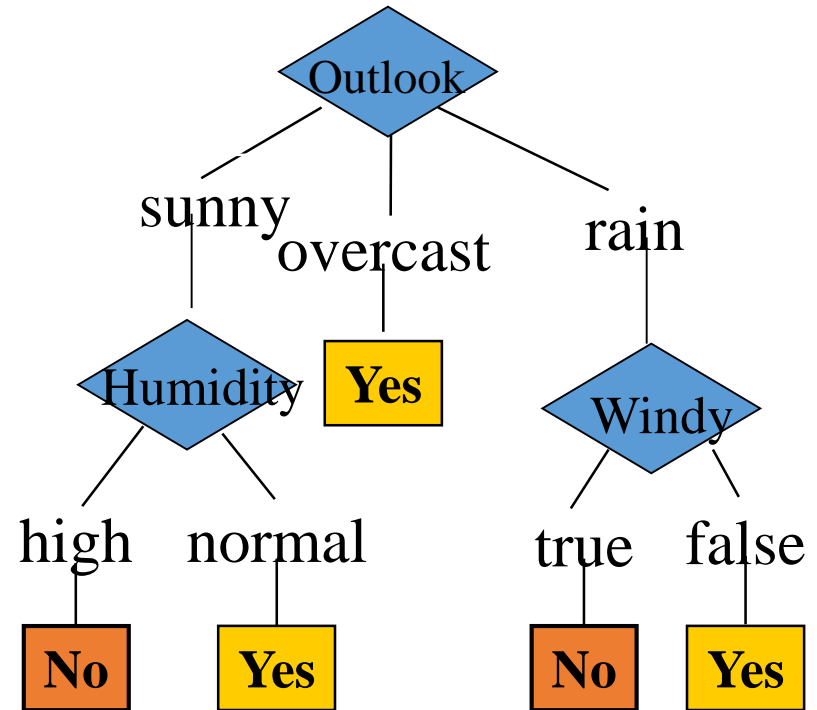 Outlook
sunny
overcast
rain
Humidity
Yes
Windy
high
normal
true
false
No
Yes
No
Yes